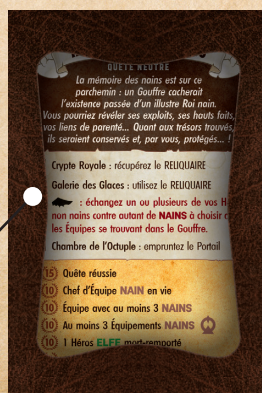 QUÊTE NEUTRE
La mémoire des nains est sur ce
parchemin : un Gouffre cacherait
l'existence passée d'un illustre Roi nain.
Vous pourriez révéler ses exploits, ses hauts faits,
vos liens de parenté... Quant aux trésors trouvés,
ils seraient conservés et, par vous, protégés... !
Crypte Royale : récupérez le RELIQUAIRE
Galerie des Glaces : utilisez le RELIQUAIRE
: échangez un ou plusieurs de vos H
non nains contre autant de NAINS à choisir
les Équipes se trouvant dans le Gouffre.
Chambre de l'Octuple : empruntez le Portail
15 Quête réussie
10 Chef d'Équipe NAIN en vie
10 Équipe avec au moins 3 NAINS
10 Au moins 3 Équipements NAINS
10 1 Héros ELFE mort-remporté